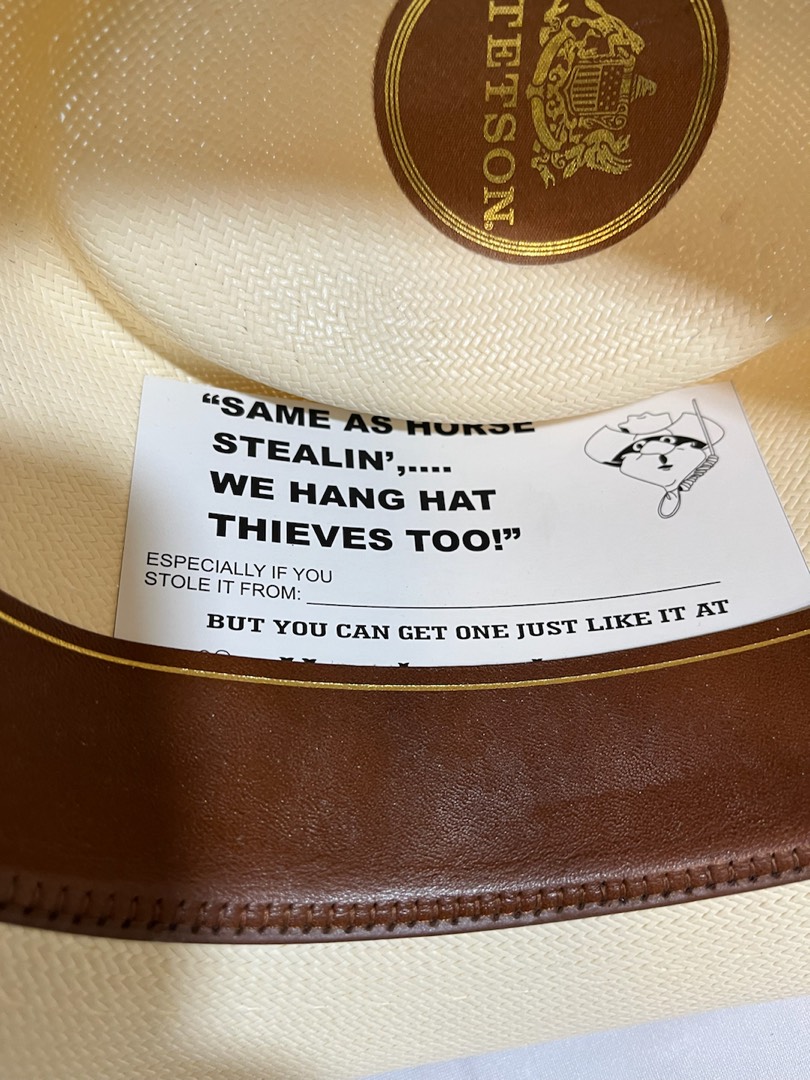 STETSON
“SAME AS HORSE
STEALIN’,....
WE HANG HAT
THIEVES TOO!”
ESPECIALLY IF YOU
STOLE IT FROM:
BUT YOU CAN GET ONE JUST LIKE IT AT